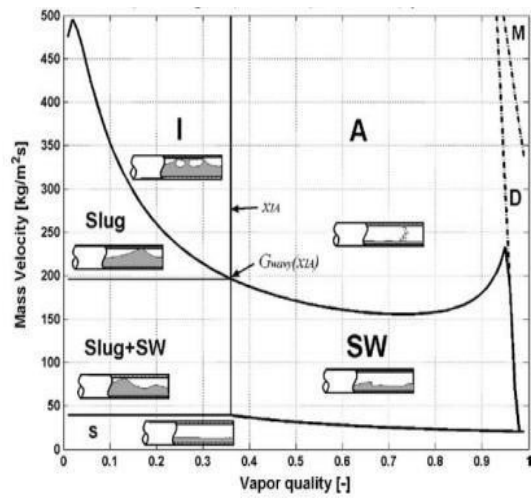 500
450
400
350
300
250
200
150
100
50
0
Mass Velocity [kg/m²s]
M
I
A
D
Slug
XIA
Gwavy(XIA)
Slug+SW
SW
S
0
0.1
0.2
0.3
0.4
0.5
0.6
0.7
0.8
0.9
1
Vapor quality [-]